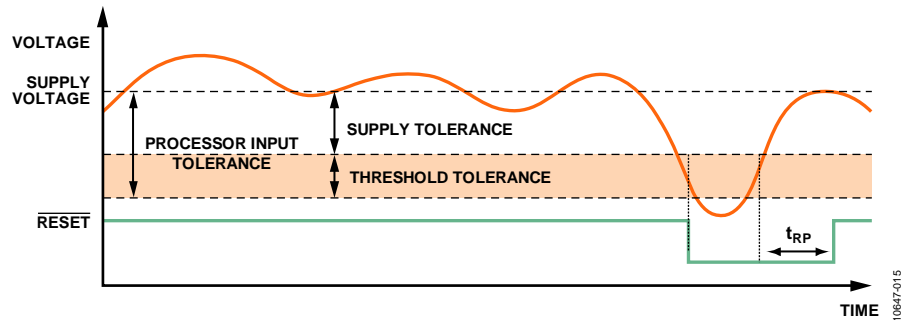 VOLTAGE
SUPPLY
VOLTAGE
SUPPLY TOLERANCE
PROCESSOR INPUT
TOLERANCE
THRESHOLD TOLERANCE
RESET
tRP
TIME
10647-015